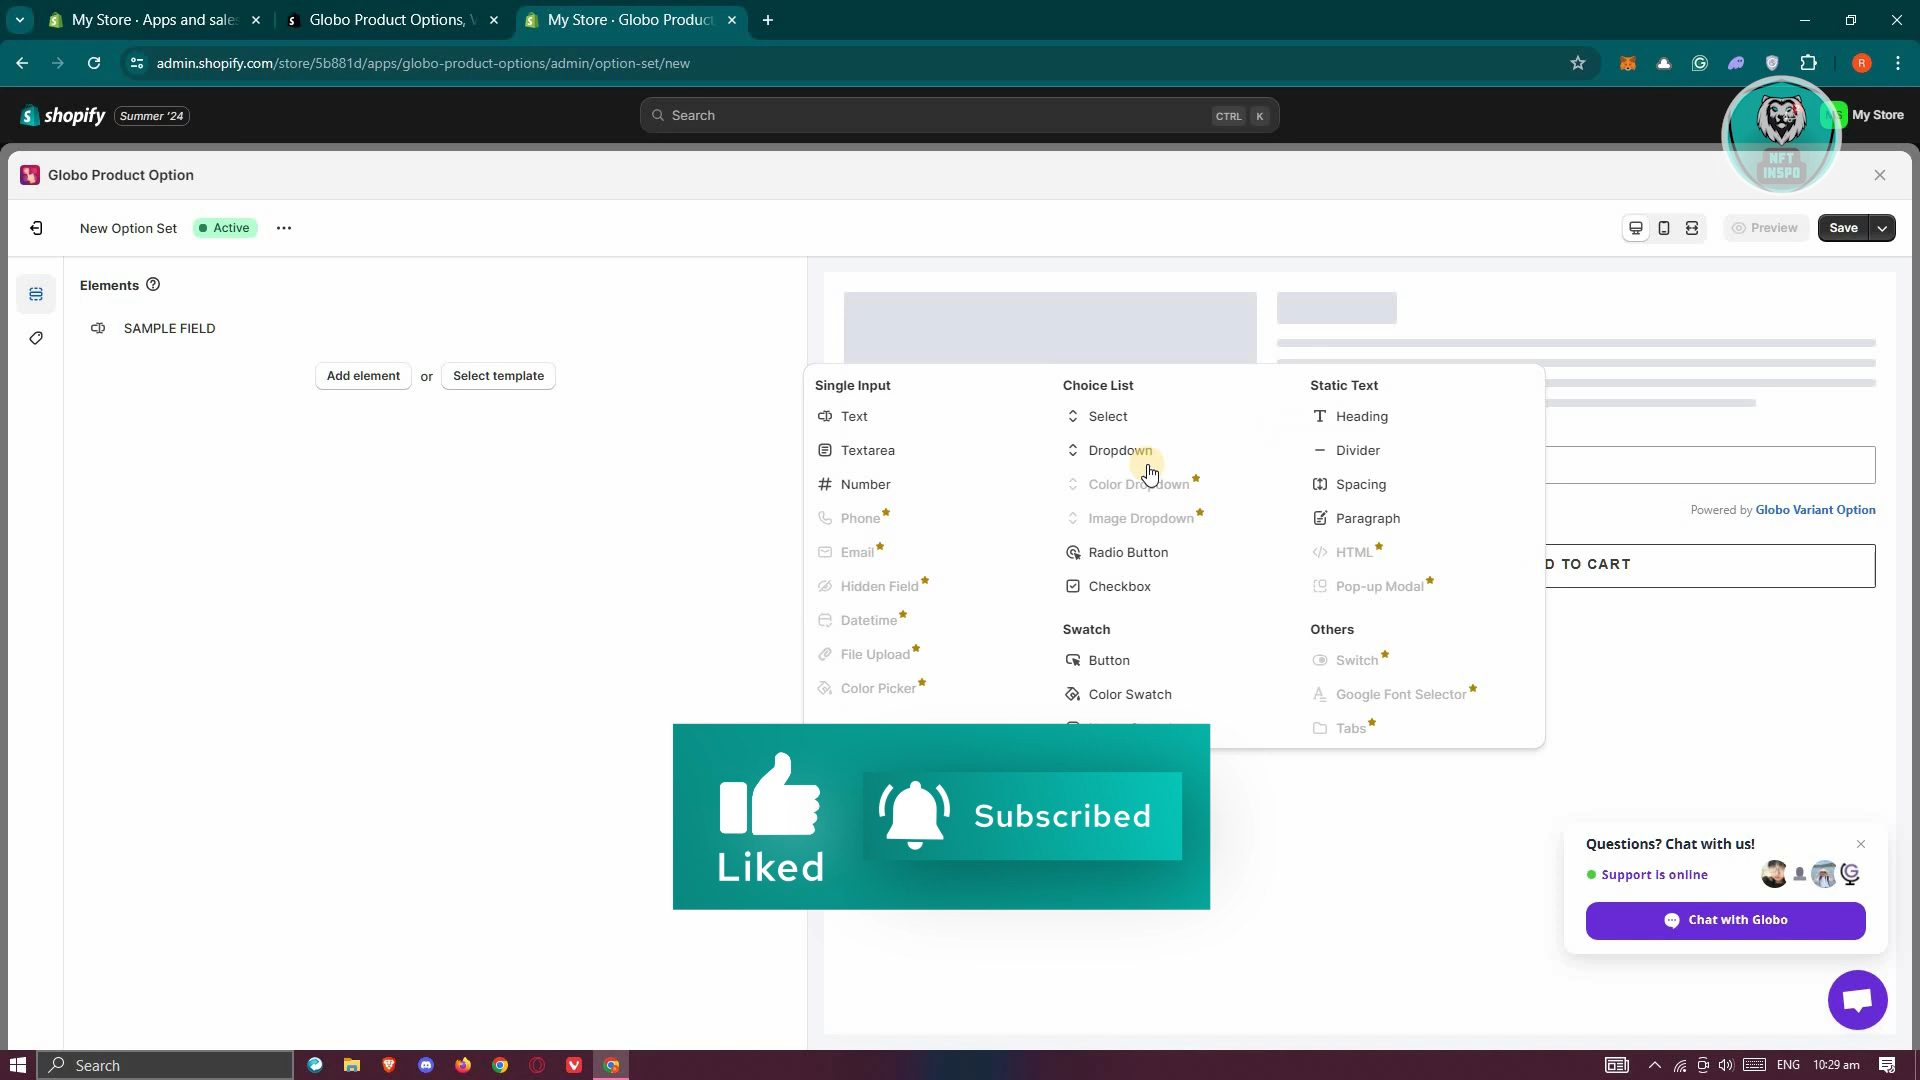 My Store · Apps and sale
Globo Product Options, V
My Store · Globo Product
admin.shopify.com/store/5b881d/apps/globo-product-options/admin/option-set/new
R
shopify
Summer '24
Search
CTRL K
My Store
NFT
INSPO
Globo Product Option
New Option Set
Active
Preview
Save
Elements
SAMPLE FIELD
Add element or Select template
Single Input
Text
Textarea
Number
Phone
Email
Hidden Field
Datetime
File Upload
Color Picker
Choice List
Select
Dropdown
Color Dropdown
Image Dropdown
Radio Button
Checkbox
Swatch
Button
Color Swatch
Static Text
Heading
Divider
Spacing
Paragraph
HTML
Pop-up Modal
Others
Switch
Google Font Selector
Tabs
Powered by Globo Variant Option
D TO CART
Liked
Subscribed
Questions? Chat with us!
Support is online
Chat with Globo
Search
ENG
10:29 am